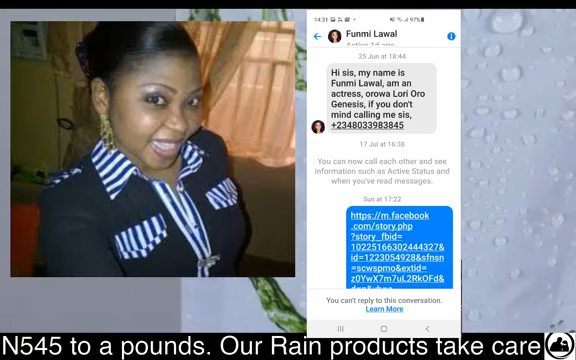 14:31
97%
Funmi Lawal
Active 1d ago
25 Jun at 18:44
Hi sis, my name is
Funmi Lawal, am an
actress, orowa Lori Oro
Genesis, if you don't
mind calling me sis,
+2348033983845
17 Jul at 16:38
You can now call each other and see
information such as Active Status and
when you've read messages.
Sun at 17:22
https://m.facebook
.com/story.php
?story_fbid=
10225166302444327&
id=1223054928&sfnsn
=scwspmo&extid=
z0YwX7m7uL2RkOFd&
You can't reply to this conversation.
Learn More
N545 to a pounds. Our Rain products take care